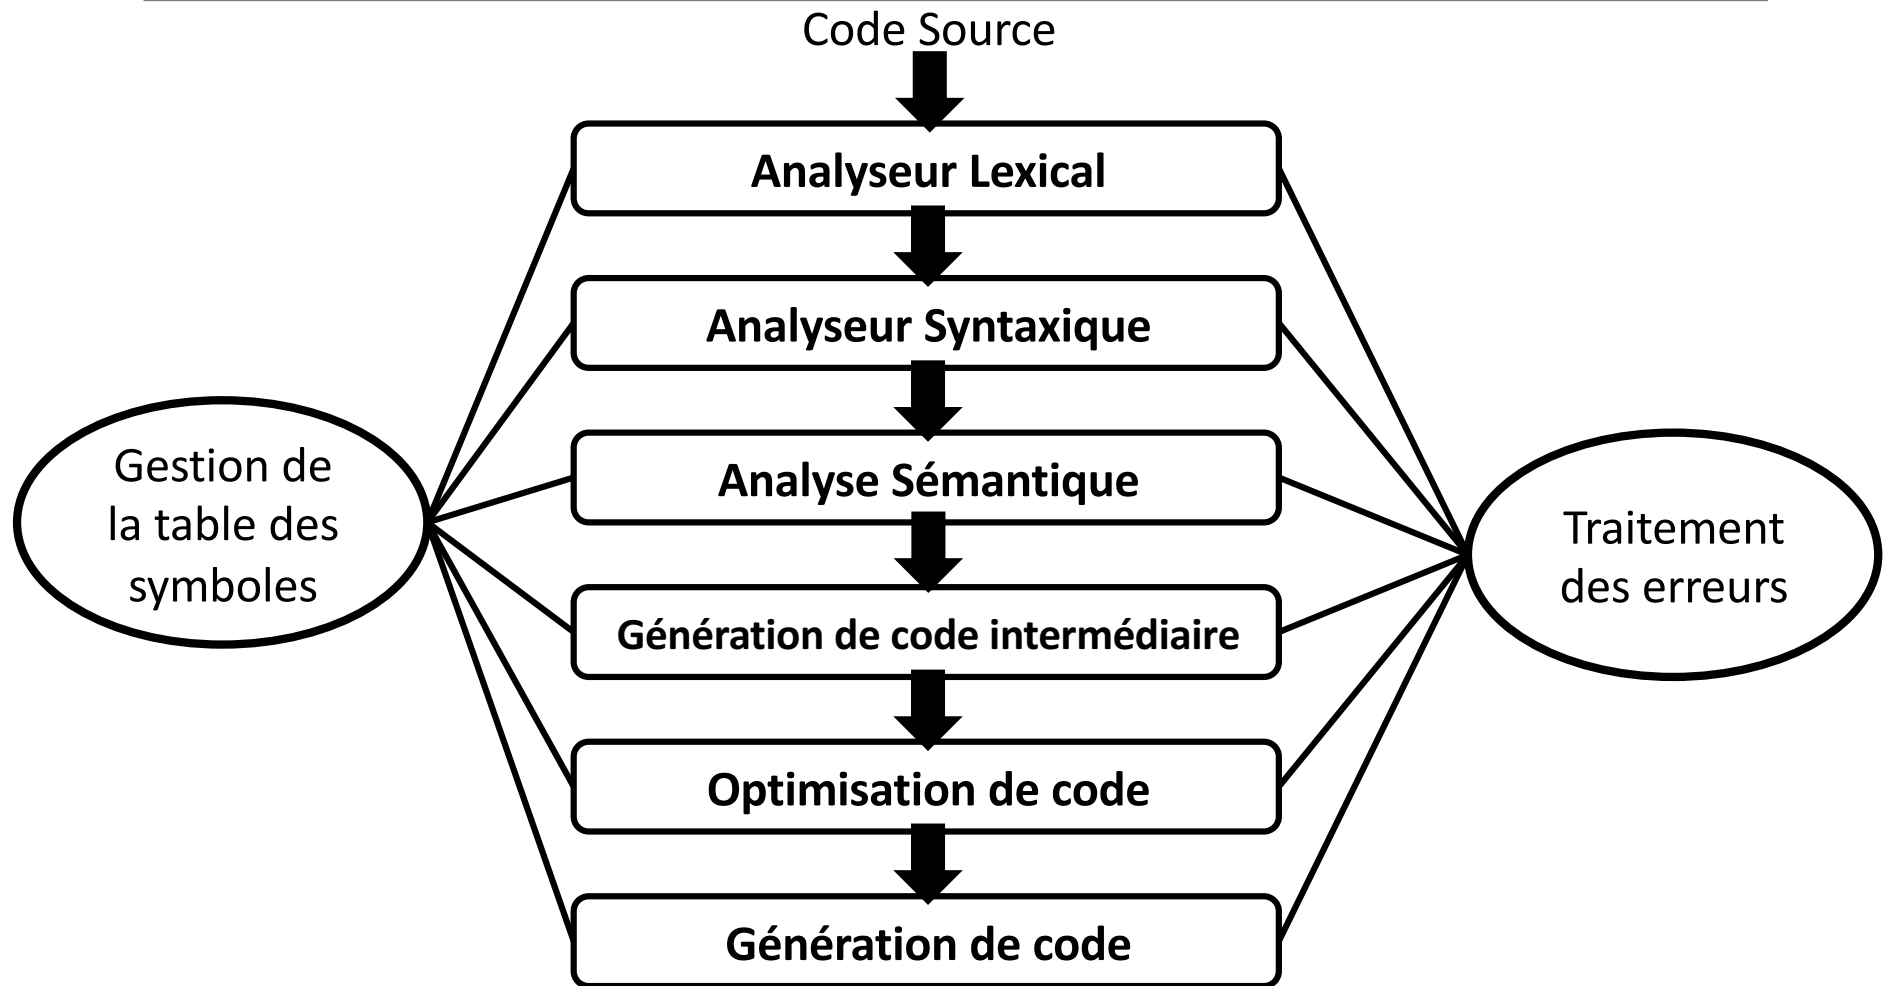 Code Source
Analyseur Lexical
Analyseur Syntaxique
Analyse Sémantique
Génération de code intermédiaire
Optimisation de code
Génération de code
Gestion de
la table des
symboles
Traitement
des erreurs